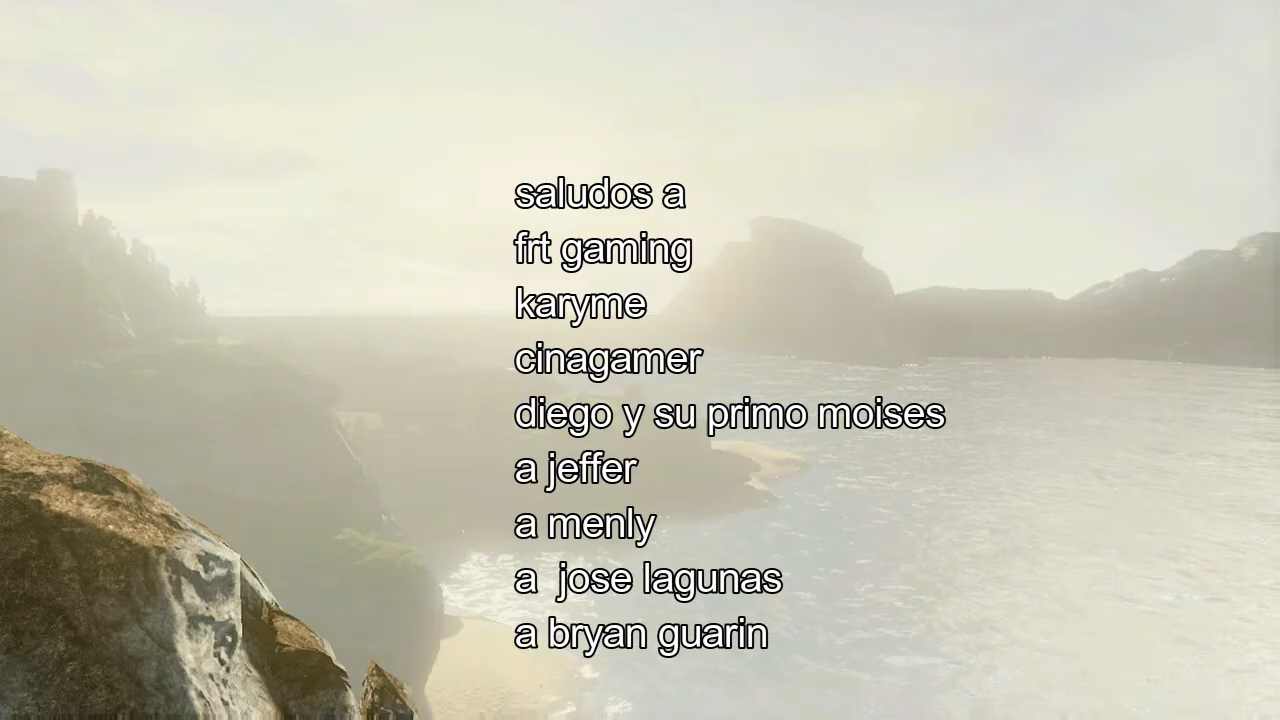 saludos a
frt gaming
karyme
cinagamer
diego y su primo moises
a jeffer
a menly
a  jose lagunas
a bryan guarin